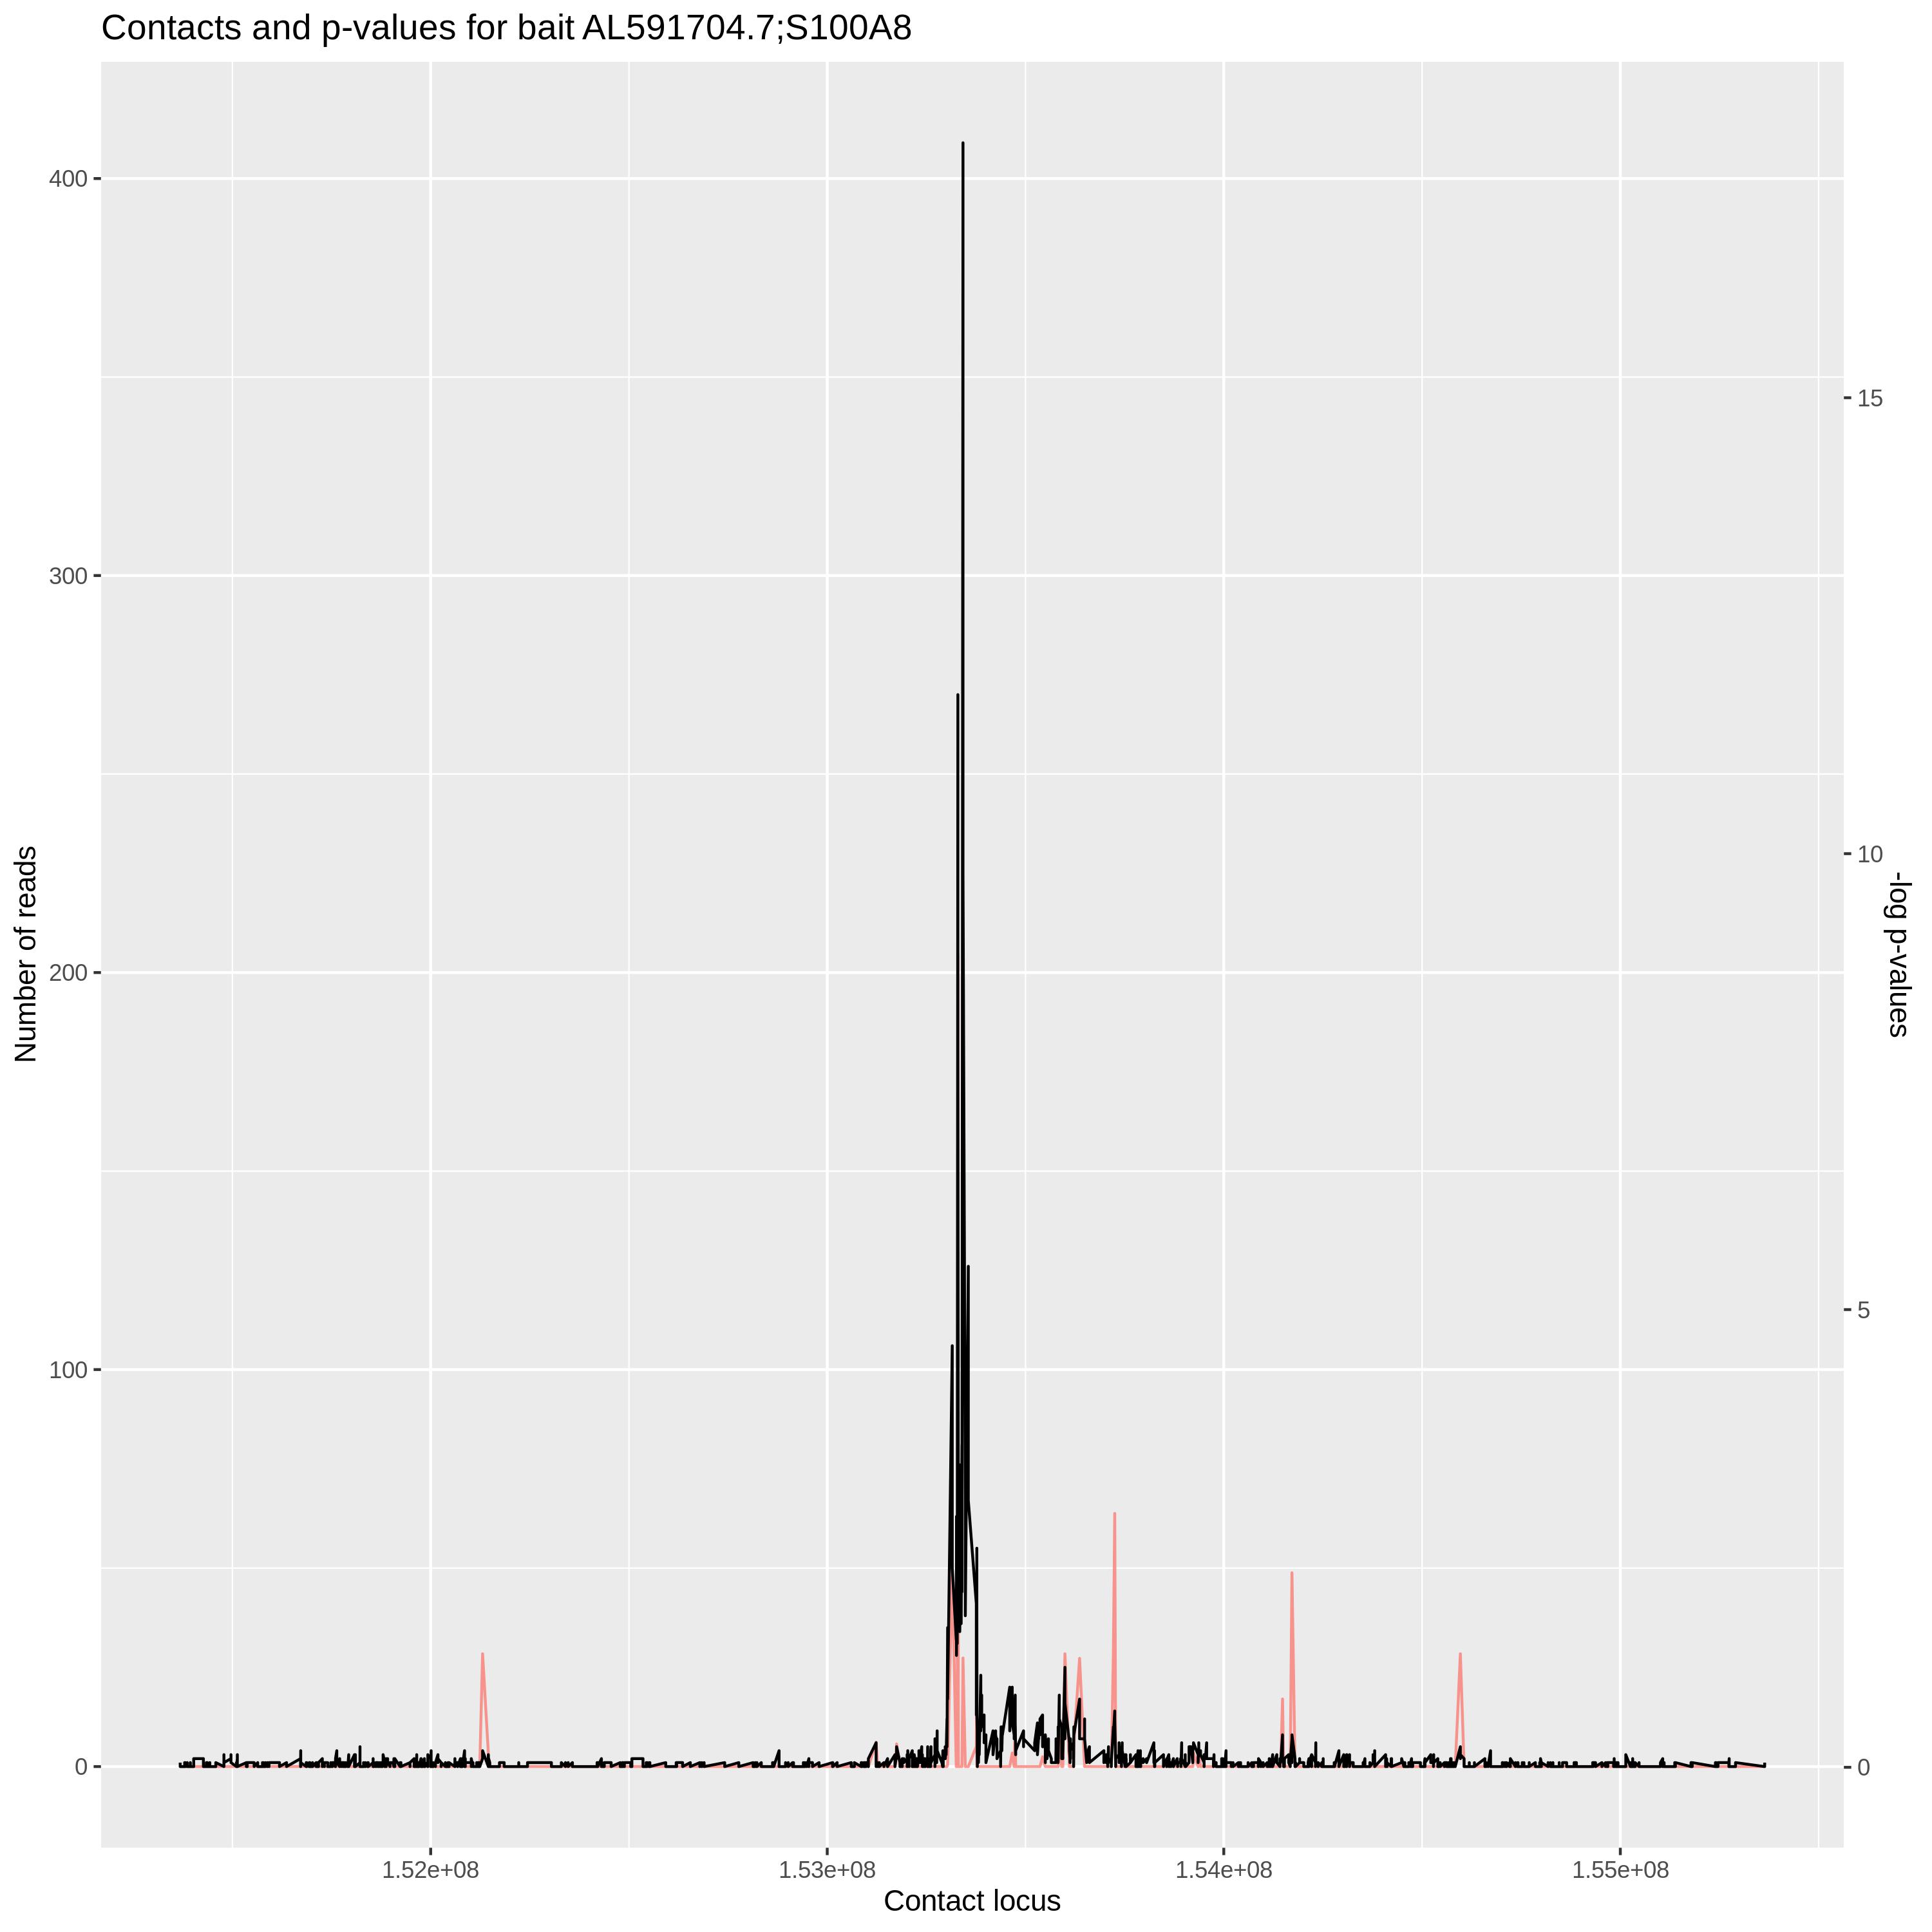 Contacts and p-values for bait AL591704.7;S100A8
400
300
200
100
0
15
10
5
0
Number of reads
-log p-values
1.52e+08
1.53e+08
1.54e+08
1.55e+08
Contact locus